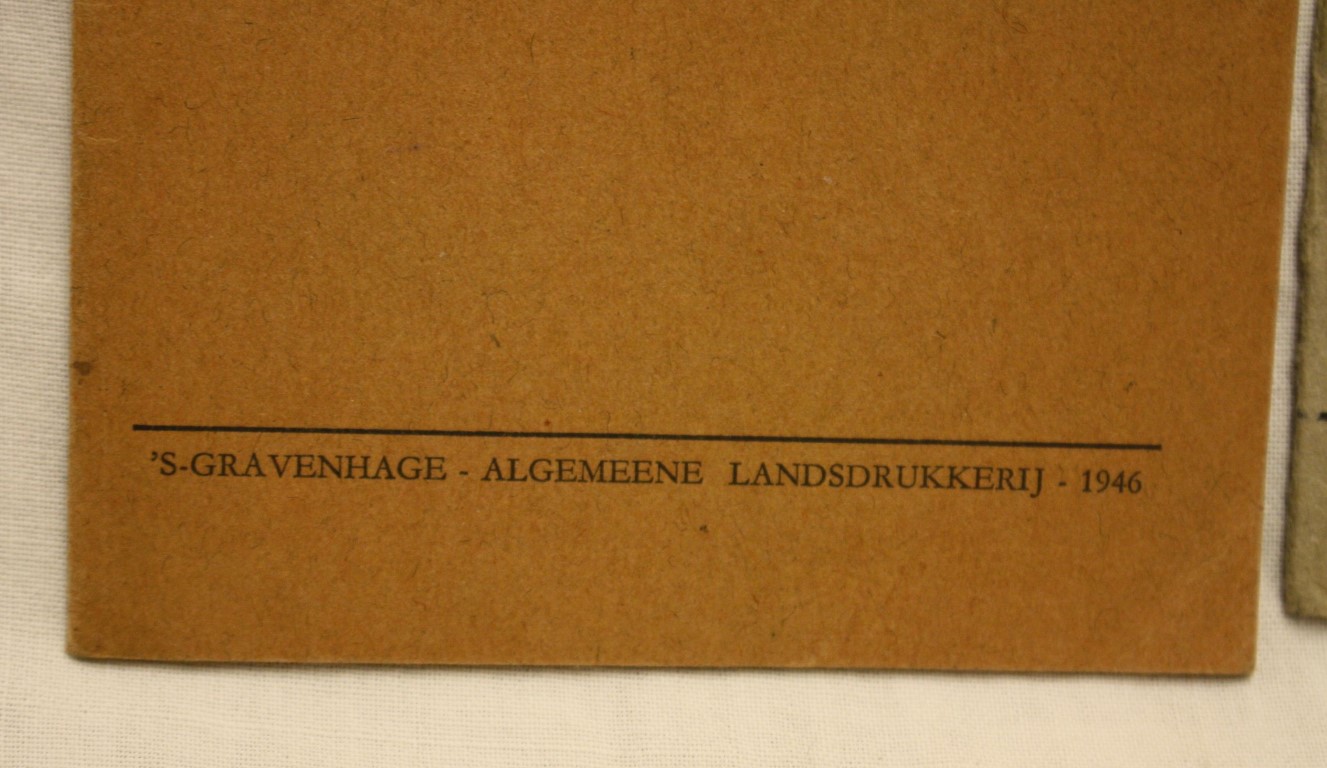 'S-GRAVENHAGE - ALGEMEENE LANDSDRUKKERIJ - 1946